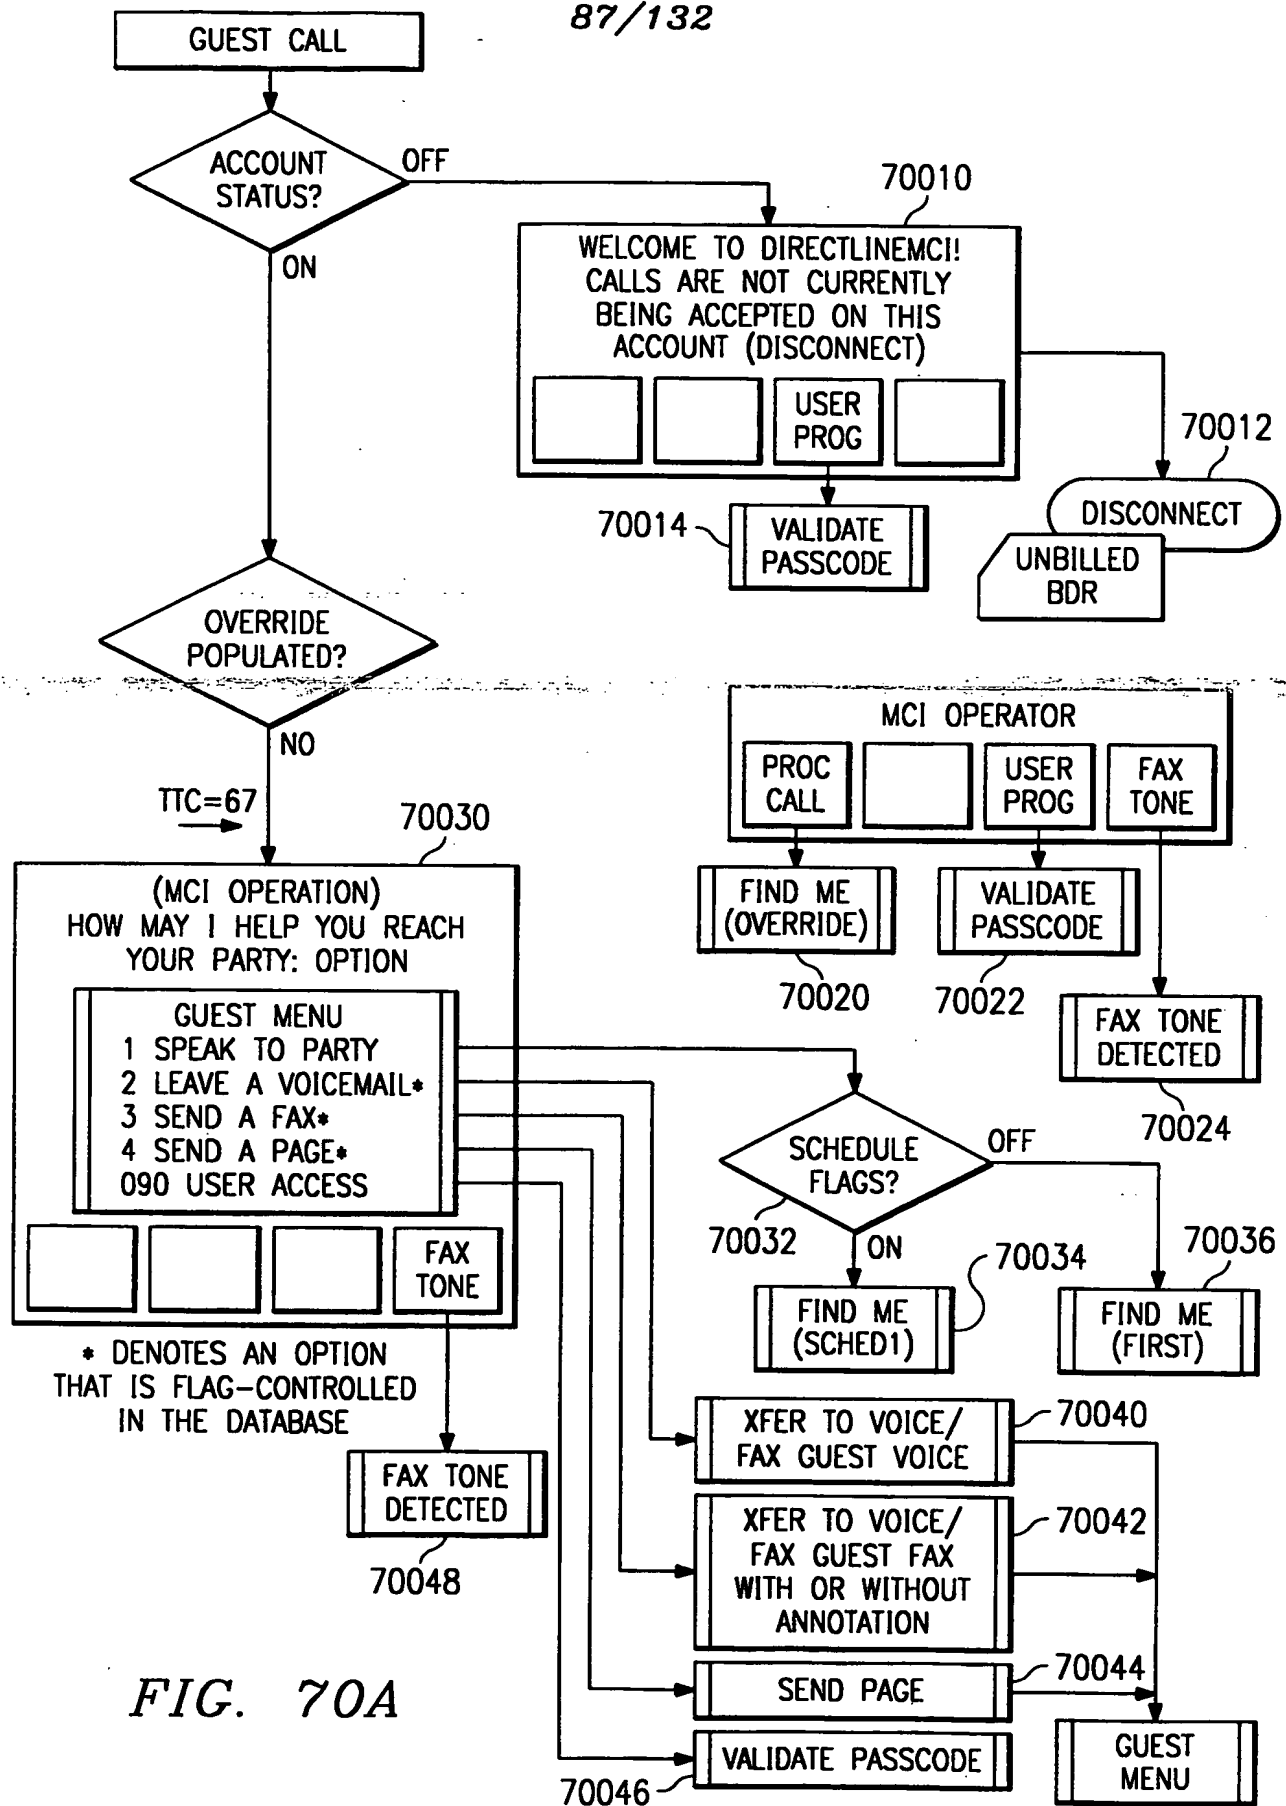 87/132
GUEST CALL
ACCOUNT
STATUS?
OFF
ON
70010
WELCOME TO DIRECTLINEMCI!
CALLS ARE NOT CURRENTLY
BEING ACCEPTED ON THIS
ACCOUNT (DISCONNECT)
USER
PROG
70012
DISCONNECT
UNBILLED
BDR
70014
VALIDATE
PASSCODE
OVERRIDE
POPULATED?
NO
TTC=67
MCI OPERATOR
PROC
CALL
USER
PROG
FAX
TONE
FIND ME
(OVERRIDE)
70020
VALIDATE
PASSCODE
70022
FAX TONE
DETECTED
70024
70030
(MCI OPERATION)
HOW MAY I HELP YOU REACH
YOUR PARTY: OPTION
GUEST MENU
1 SPEAK TO PARTY
2 LEAVE A VOICEMAIL*
3 SEND A FAX*
4 SEND A PAGE*
090 USER ACCESS
FAX
TONE
* DENOTES AN OPTION
THAT IS FLAG-CONTROLLED
IN THE DATABASE
FAX TONE
DETECTED
70048
SCHEDULE
FLAGS?
OFF
70032
ON
70034
70036
FIND ME
(SCHED1)
FIND ME
(FIRST)
XFER TO VOICE/
FAX GUEST VOICE
70040
XFER TO VOICE/
FAX GUEST FAX
WITH OR WITHOUT
ANNOTATION
70042
SEND PAGE
70044
VALIDATE PASSCODE
70046
GUEST
MENU
FIG. 70A